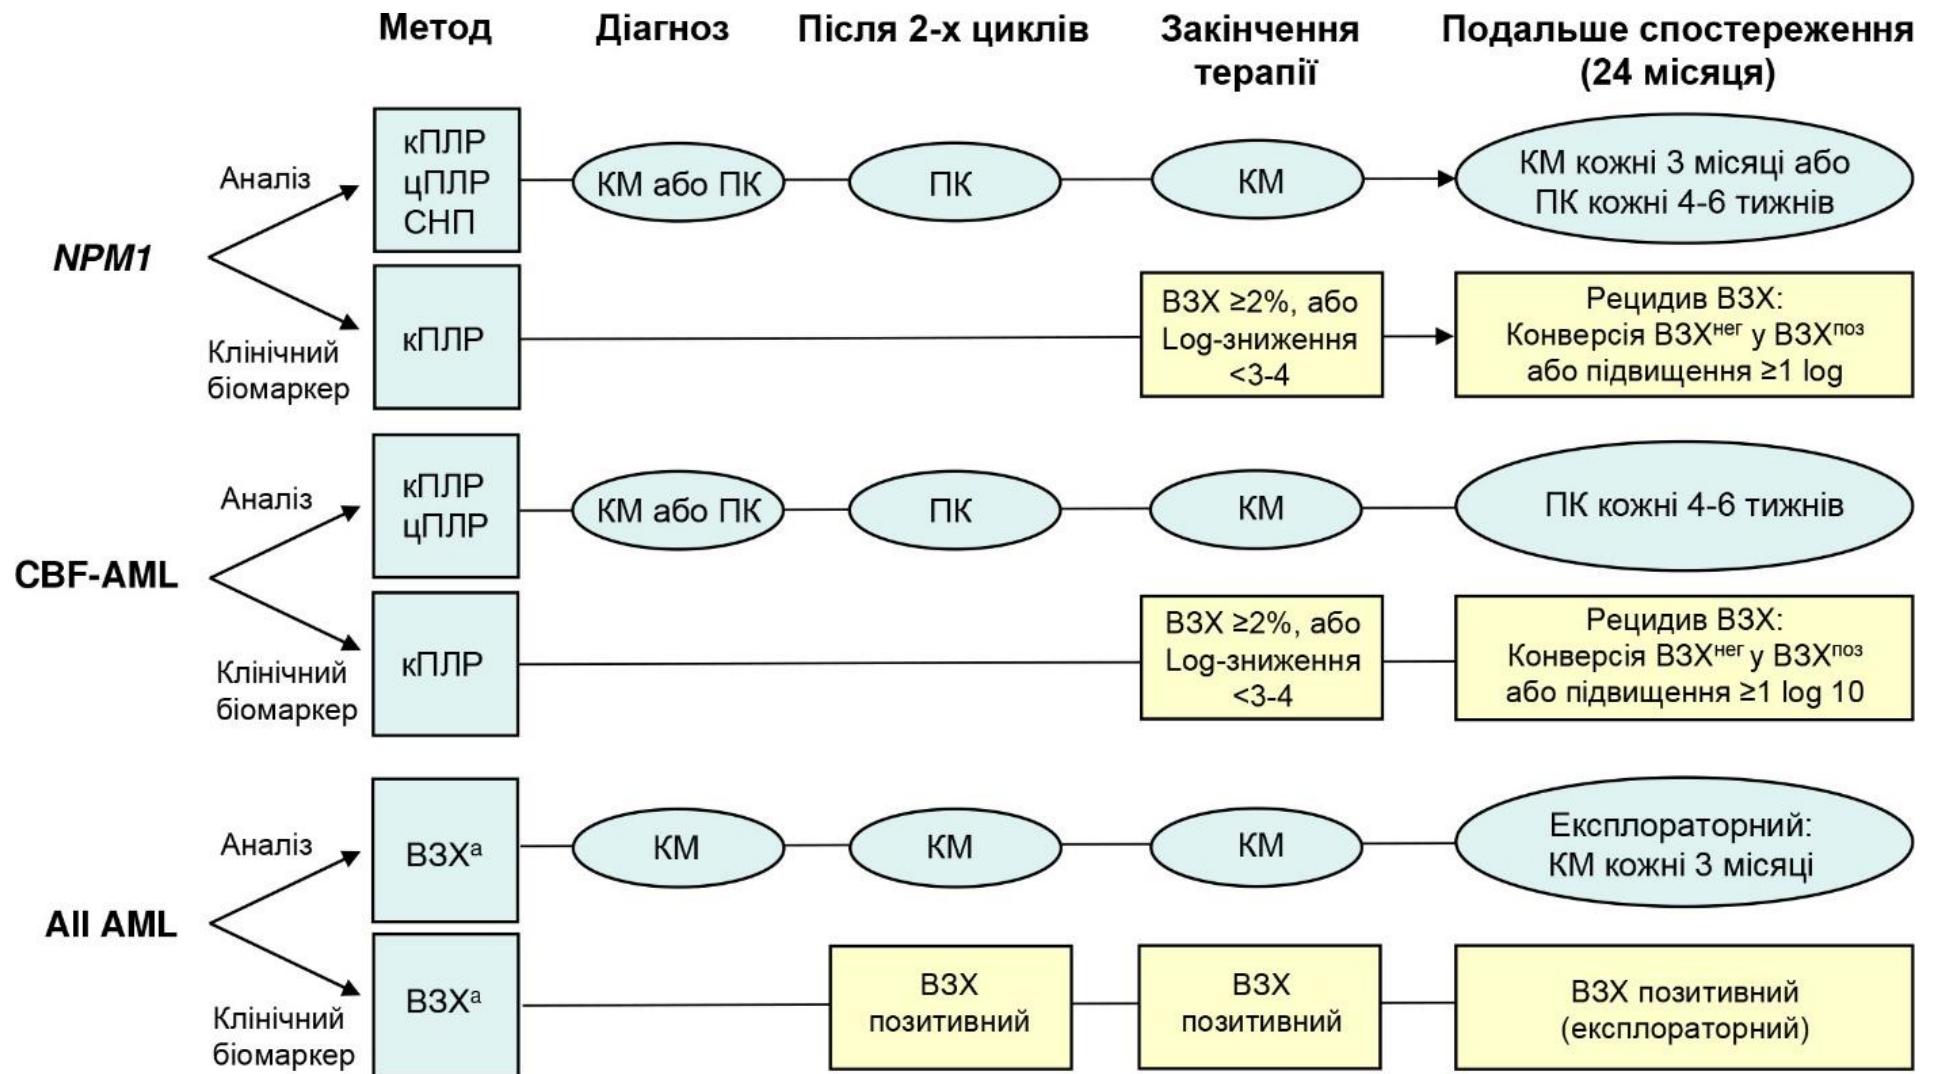 Метод
Діагноз
Після 2-х циклів
Закінчення
терапії
Подальше спостереження
(24 місяця)
NPM1
Аналіз
кПЛР
цПЛР
СНП
КМ або ПК
ПК
КМ
КМ кожні 3 місяці або
ПК кожні 4-6 тижнів
Клінічний
біомаркер
кПЛР
ВЗХ ≥2%, або
Log-зниження
<3-4
Рецидив ВЗХ:
Конверсія ВЗХнег у ВЗХпоз
або підвищення ≥1 log
CBF-AML
Аналіз
кПЛР
цПЛР
КМ або ПК
ПК
КМ
ПК кожні 4-6 тижнів
Клінічний
біомаркер
кПЛР
ВЗХ ≥2%, або
Log-зниження
<3-4
Рецидив ВЗХ:
Конверсія ВЗХнег у ВЗХпоз
або підвищення ≥1 log 10
All AML
Аналіз
ВЗХа
КМ
КМ
КМ
Експлораторний:
КМ кожні 3 місяці
Клінічний
біомаркер
ВЗХа
ВЗХ
позитивний
ВЗХ
позитивний
ВЗХ позитивний
(експлораторний)